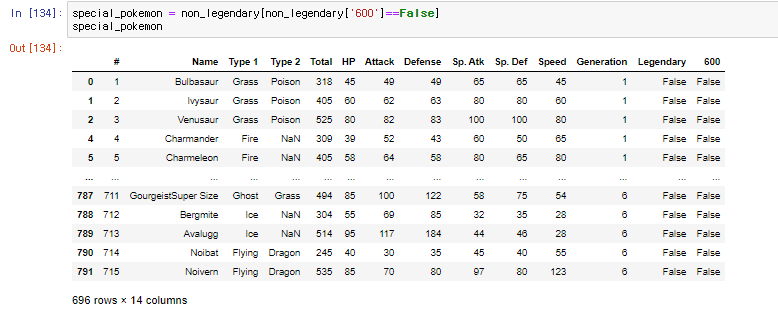 In [134]: special_pokemon = non_legendary[non_legendary['600']==False]
special_pokemon
Out [134]:
# Name Type 1 Type 2 Total HP Attack Defense Sp. Atk Sp. Def Speed Generation Legendary 600
0 1 Bulbasaur Grass Poison 318 45 49 49 65 65 45 1 False False
1 2 Ivysaur Grass Poison 405 60 62 63 80 80 60 1 False False
2 3 Venusaur Grass Poison 525 80 82 83 100 100 80 1 False False
4 4 Charmander Fire NaN 309 39 52 43 60 50 65 1 False False
5 5 Charmeleon Fire NaN 405 58 64 58 80 65 80 1 False False
... ... ... ... ... ... ... ... ... ... ... ... ... ... ...
787 711 GourgeistSuper Size Ghost Grass 494 85 100 122 58 75 54 6 False False
788 712 Bergmite Ice NaN 304 55 69 85 32 35 28 6 False False
789 713 Avalugg Ice NaN 514 95 117 184 44 46 28 6 False False
790 714 Noibat Flying Dragon 245 40 30 35 45 40 55 6 False False
791 715 Noivern Flying Dragon 535 85 70 80 97 80 123 6 False False
696 rows × 14 columns